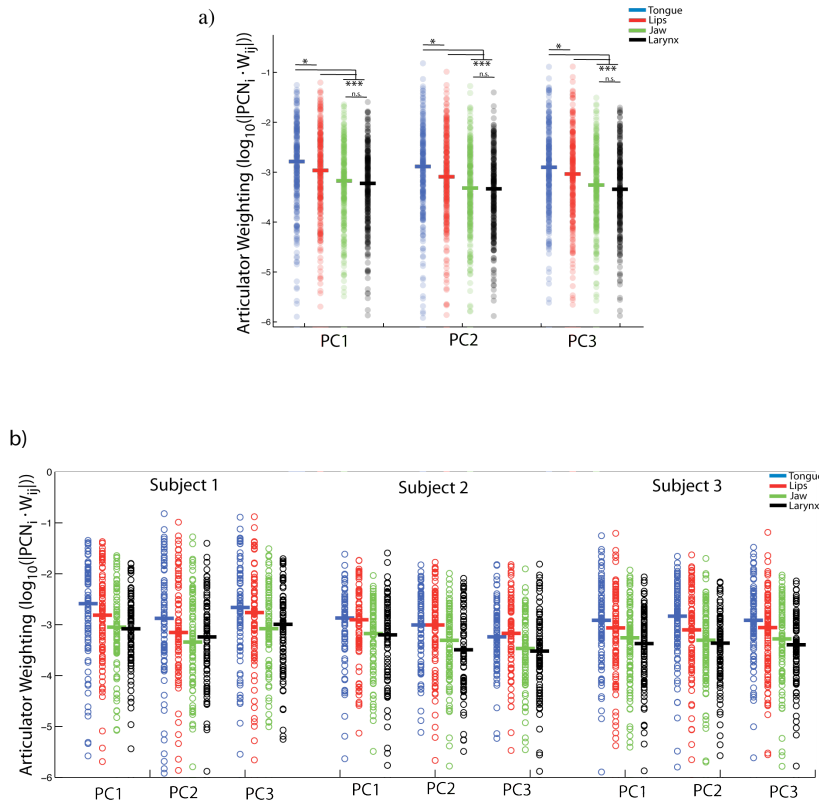 a)
Tongue
Lips
Jaw
Larynx
Articulator Weighting (log10(|PCNi · Wij|))
-1
-2
-3
-4
-5
-6
* *** n.s.
* *** n.s.
* *** n.s.
PC1 PC2 PC3
b)
Articulator Weighting (log10(|PCNi · Wij|))
0
-1
-2
-3
-4
-5
-6
Subject 1 Subject 2 Subject 3
Tongue
Lips
Jaw
Larynx
PC1 PC2 PC3 PC1 PC2 PC3 PC1 PC2 PC3